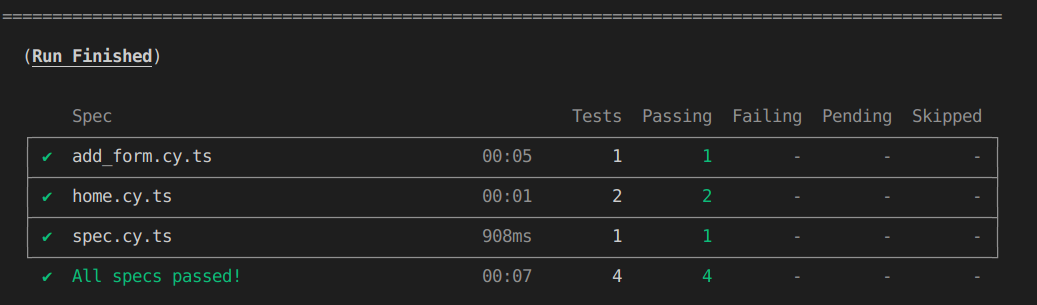 (Run Finished)
Spec Tests Passing Failing Pending Skipped
✔ add_form.cy.ts 00:05 1 1 - - -
✔ home.cy.ts 00:01 2 2 - - -
✔ spec.cy.ts 908ms 1 1 - - -
✔ All specs passed! 00:07 4 4 - - -